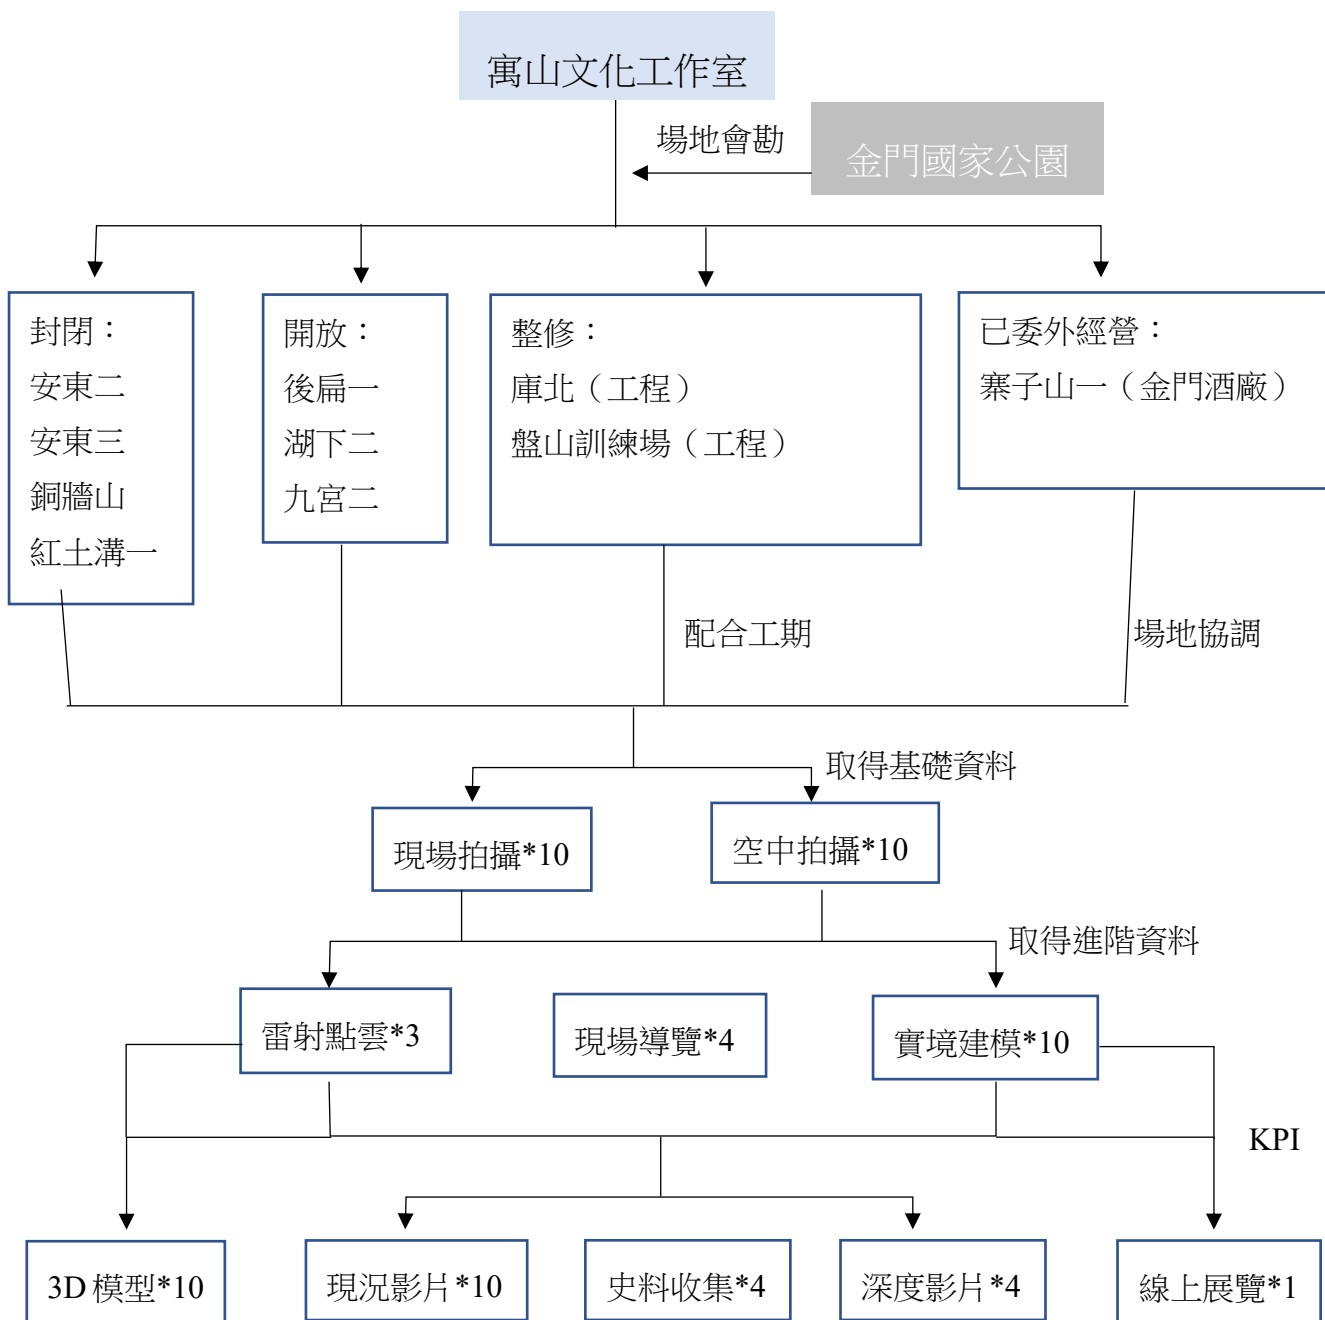 寓山文化工作室
場地會勘
金門國家公園
封閉：
安東二
安東三
銅牆山
紅土溝一
開放：
後扁一
湖下二
九宮二
整修：
庫北（工程）
盤山訓練場（工程）
已委外經營：
寨子山一（金門酒廠）
配合工期
場地協調
取得基礎資料
現場拍攝*10
空中拍攝*10
取得進階資料
雷射點雲*3
現場導覽*4
實境建模*10
KPI
3D 模型*10
現況影片*10
史料收集*4
深度影片*4
線上展覽*1